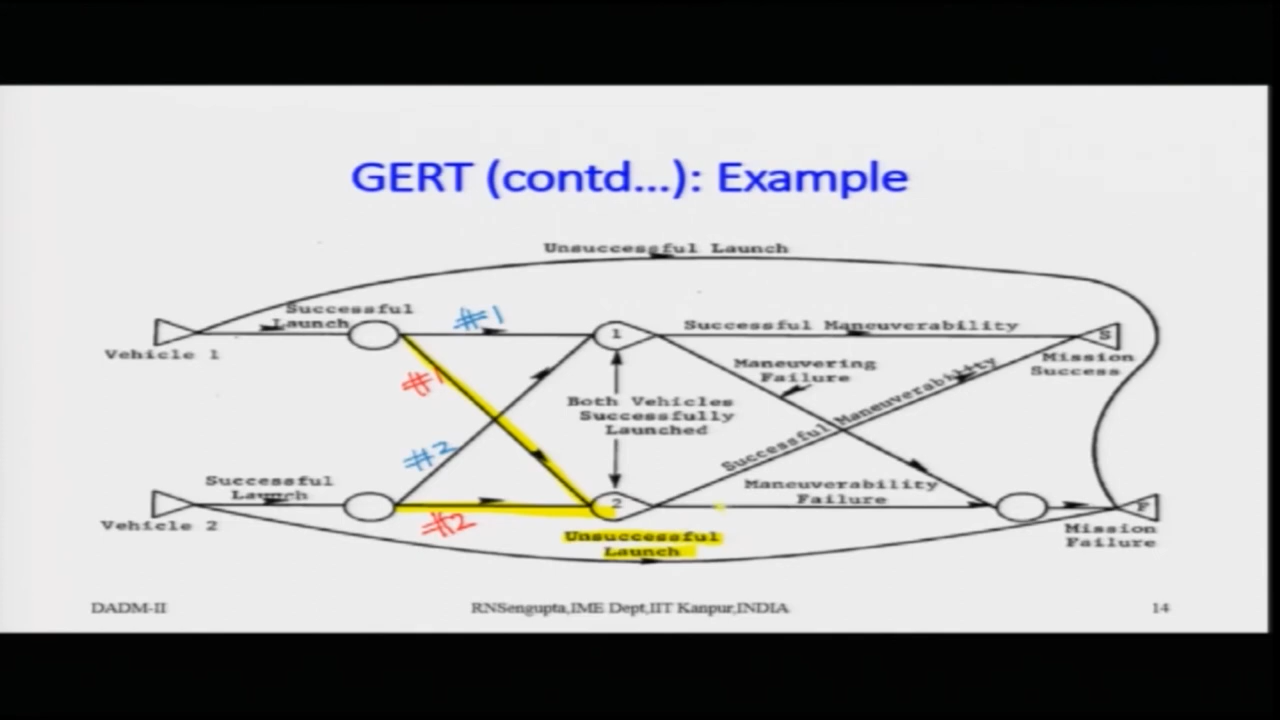 GERT (contd...): Example
Unsuccessful Launch
Successful
Launch
#1
1
Successful Maneuverability
S
Vehicle 1
Mission
Success
Maneuvering
Failure
#1
Both Vehicles
Successfully
Launched
Successful Maneuverability
#2
Successful
Launch
2
Maneuverability
Failure
F
Vehicle 2
#2
Mission
Failure
Unsuccessful
Launch
DADM-II
RNSengupta,IME Dept,IIT Kanpur,INDIA
14